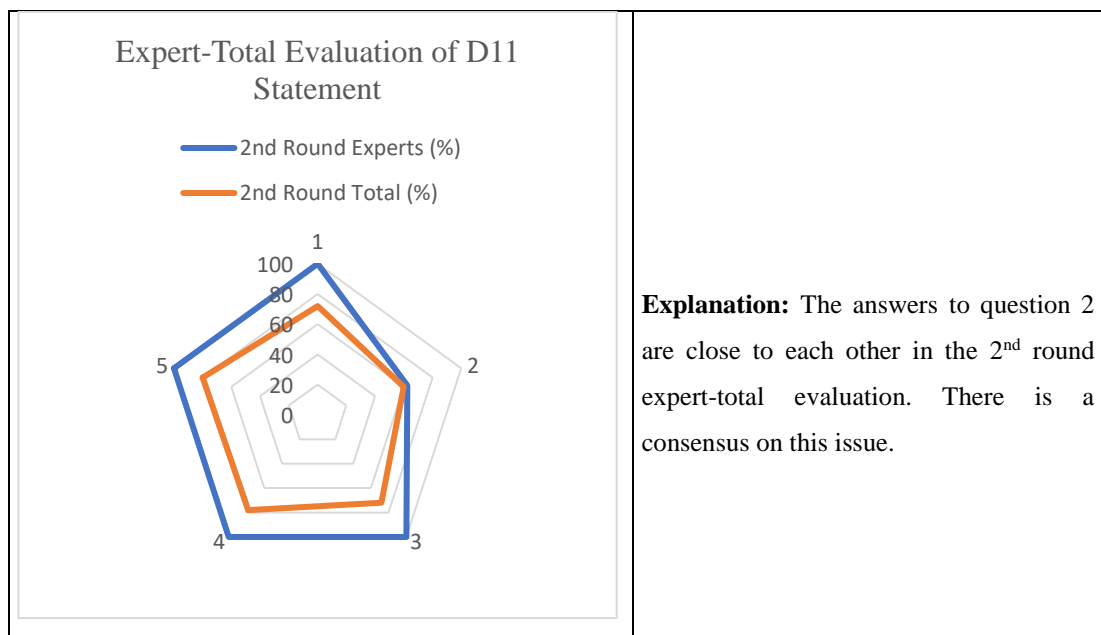 Expert-Total Evaluation of D11
Statement
2nd Round Experts (%)
2nd Round Total (%)
1
100
80
60
40
20
0
2
3
4
5
Explanation: The answers to question 2
are close to each other in the 2nd round
expert-total evaluation. There is a
consensus on this issue.